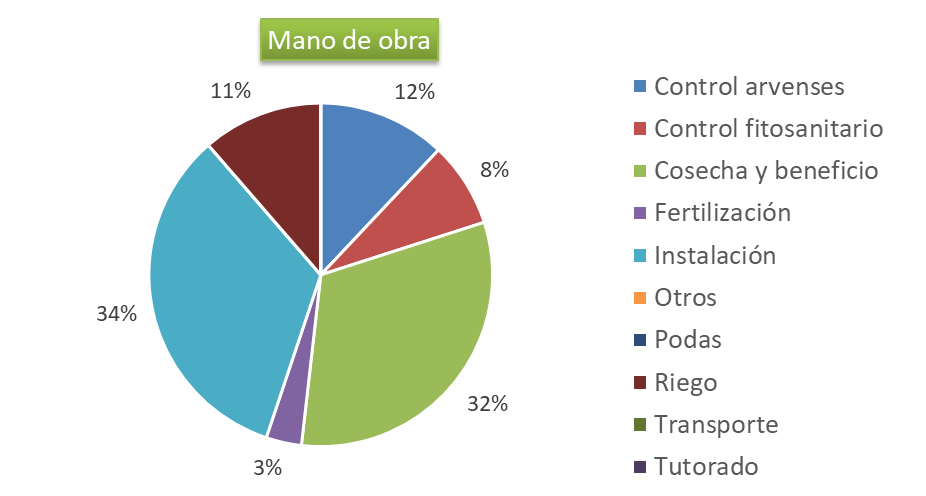 Mano de obra
11%
12%
8%
34%
32%
3%
Control arvenses
Control fitosanitario
Cosecha y beneficio
Fertilización
Instalación
Otros
Podas
Riego
Transporte
Tutorado